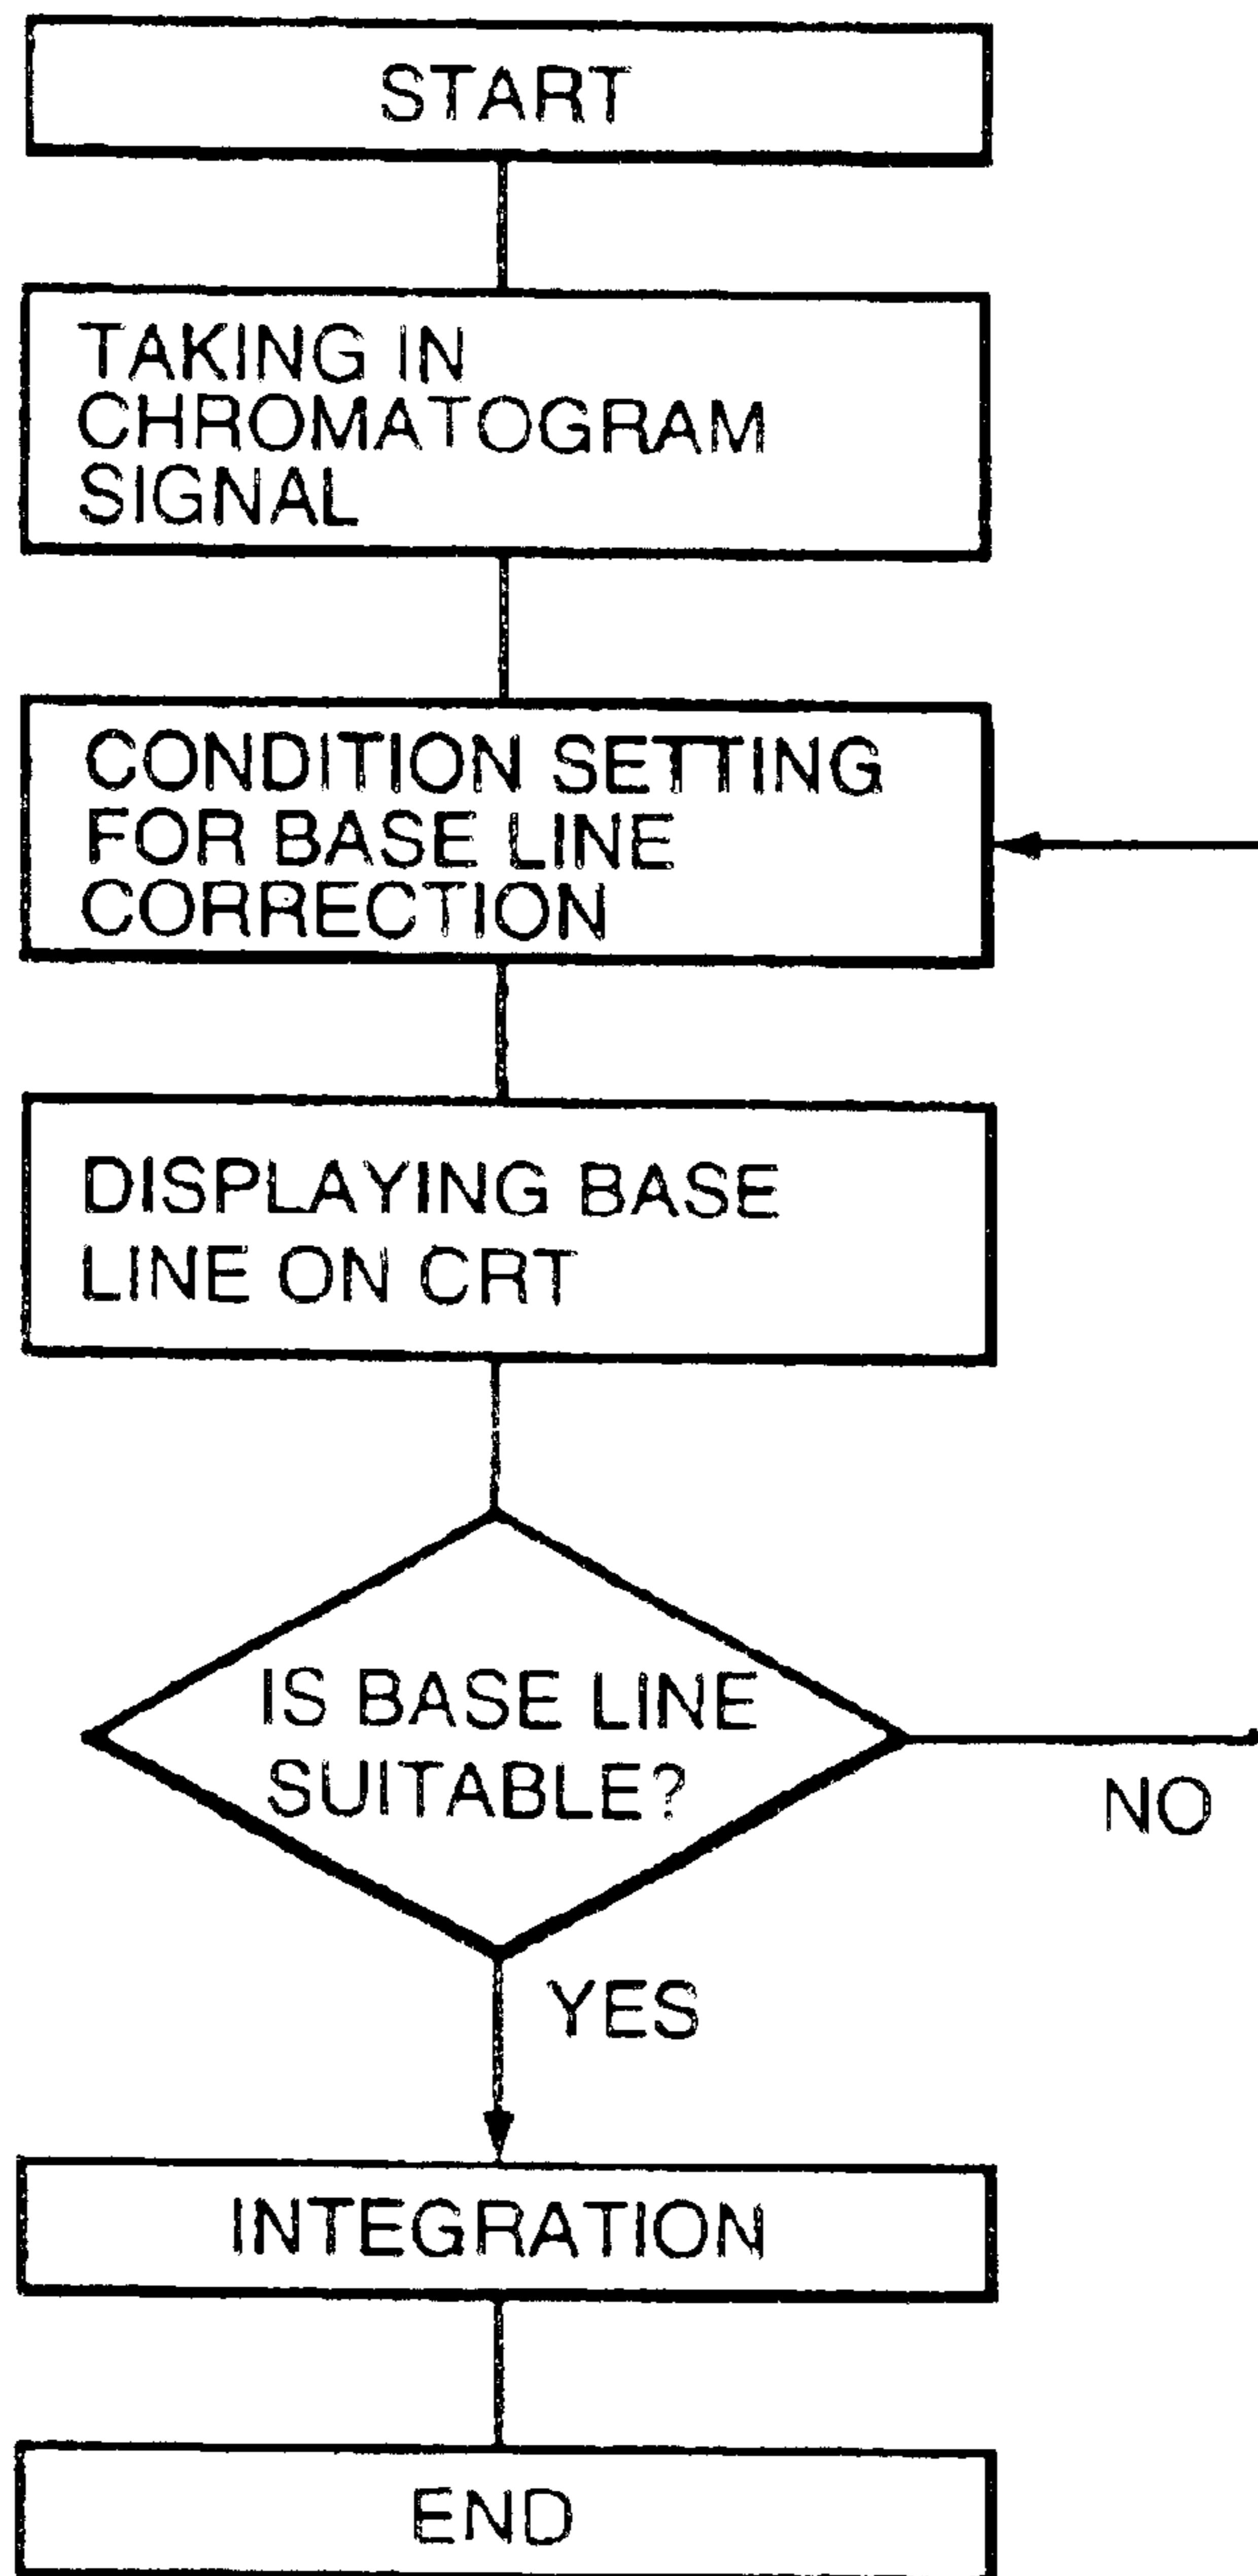 START
TAKING IN
CHROMATOGRAM
SIGNAL
CONDITION SETTING
FOR BASE LINE
CORRECTION
DISPLAYING BASE
LINE ON CRT
IS BASE LINE
SUITABLE?
NO
YES
INTEGRATION
END